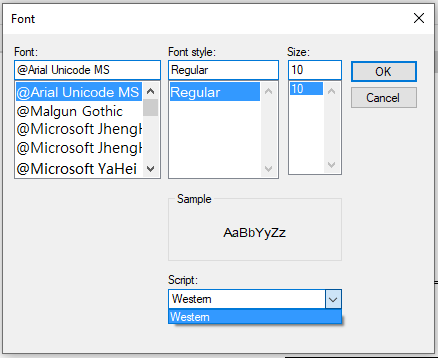 Font
Font: Font style: Size:
@Arial Unicode MS Regular 10 OK
@Arial Unicode MS Regular 10 Cancel
@Malgun Gothic
@Microsoft JhengH
@Microsoft JhengH
@Microsoft YaHei
Sample
AaBbYyZz
Script:
Western
Western